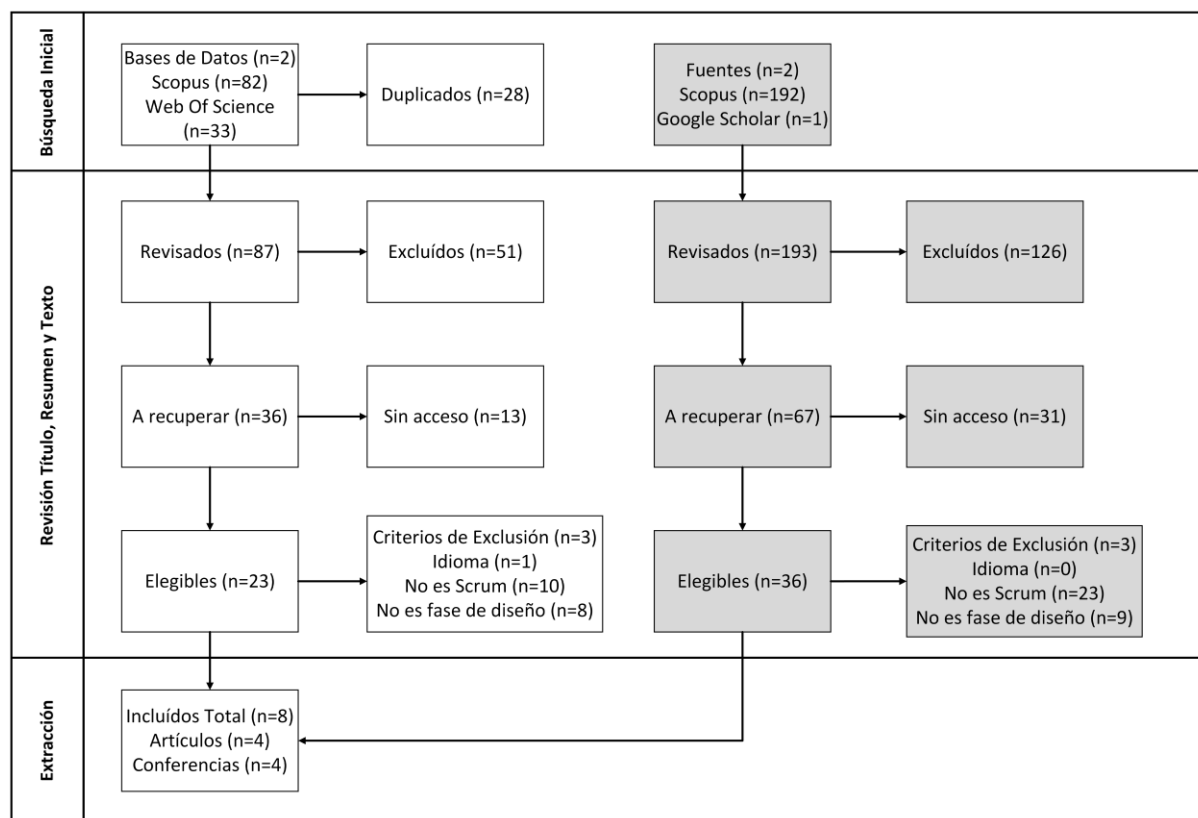 Búsqueda Inicial
Bases de Datos (n=2)
Scopus (n=82)
Web Of Science
(n=33)
Duplicados (n=28)
Fuentes (n=2)
Scopus (n=192)
Google Scholar (n=1)
Revisión Título, Resumen y Texto
Revisados (n=87)
Excluídos (n=51)
Revisados (n=193)
Excluídos (n=126)
A recuperar (n=36)
Sin acceso (n=13)
A recuperar (n=67)
Sin acceso (n=31)
Elegibles (n=23)
Criterios de Exclusión (n=3)
Idioma (n=1)
No es Scrum (n=10)
No es fase de diseño (n=8)
Elegibles (n=36)
Criterios de Exclusión (n=3)
Idioma (n=0)
No es Scrum (n=23)
No es fase de diseño (n=9)
Extracción
Incluídos Total (n=8)
Artículos (n=4)
Conferencias (n=4)